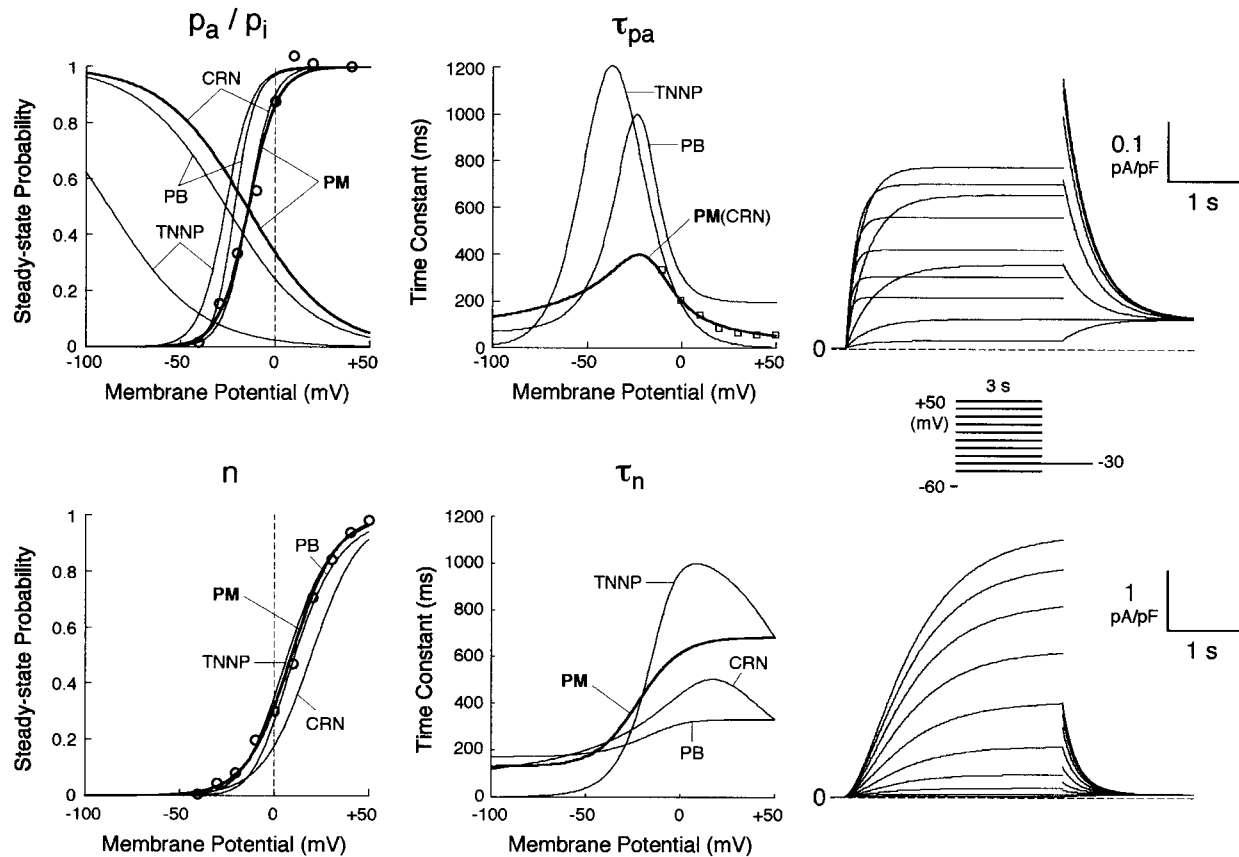 pa / pi
Steady-state Probability
1
0.8
0.6
0.4
0.2
0
-100
-50
0
+50
Membrane Potential (mV)
CRN
PB
PM
TNNP
τpa
Time Constant (ms)
1200
1000
800
600
400
200
0
-100
-50
0
+50
Membrane Potential (mV)
TNNP
PB
PM(CRN)
0
0.1
pA/pF
1 s
3 s
+50
(mV)
-30
-60
n
Steady-state Probability
1
0.8
0.6
0.4
0.2
0
-100
-50
0
+50
Membrane Potential (mV)
PB
PM
TNNP
CRN
τn
Time Constant (ms)
1200
1000
800
600
400
200
0
-100
-50
0
+50
Membrane Potential (mV)
TNNP
PM
CRN
PB
0
1
pA/pF
1 s